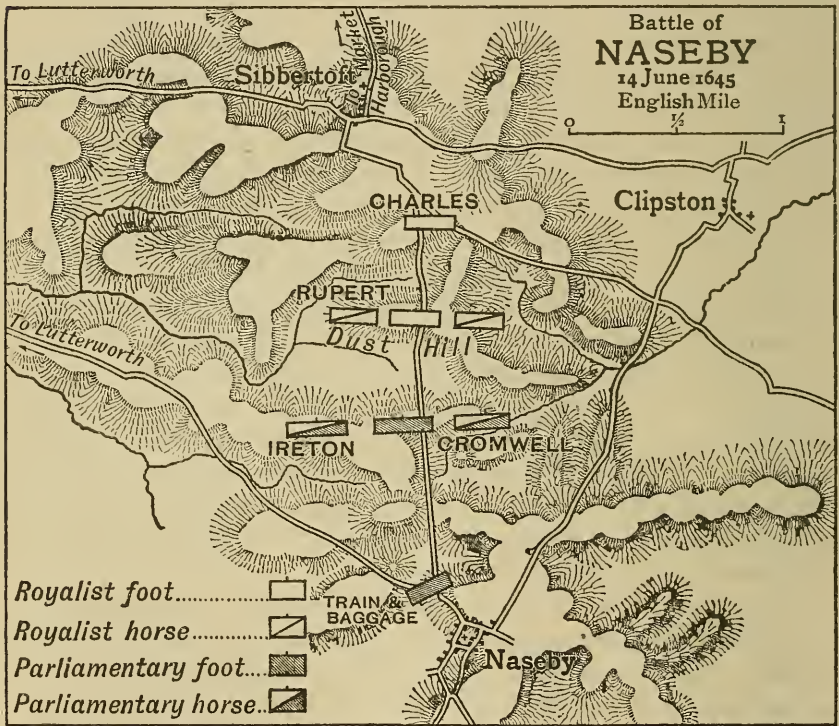 Battle of
NASEBY
14 June 1645
English Mile
0 ½ 1
To Lutterworth
Sibbertoft
To Market
Harborough
CHARLES
Clipston
RUPERT
Dust Hill
To Lutterworth
IRETON
CROMWELL
TRAIN &
BAGGAGE
Naseby
Royalist foot
Royalist horse
Parliamentary foot
Parliamentary horse